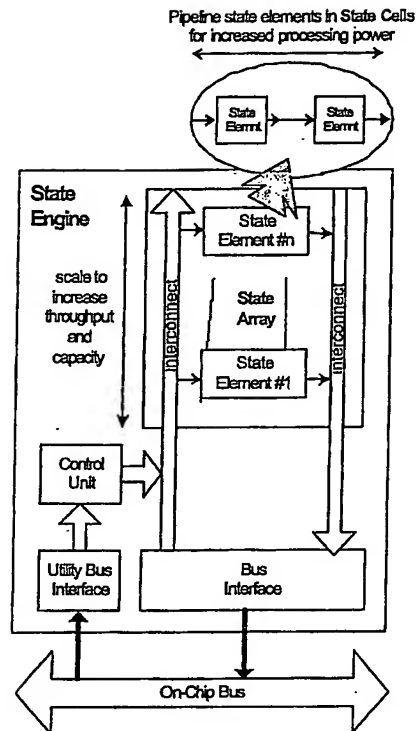 Pipeline state elements in State Cells
for increased processing power
State
Elemnt
State
Elemnt
State
Engine
scale to
increase
throughput
and
capacity
interconnect
State
Element #n
State
Array
State
Element #1
interconnect
Control
Unit
Utility Bus
Interface
Bus
Interface
On-Chip Bus